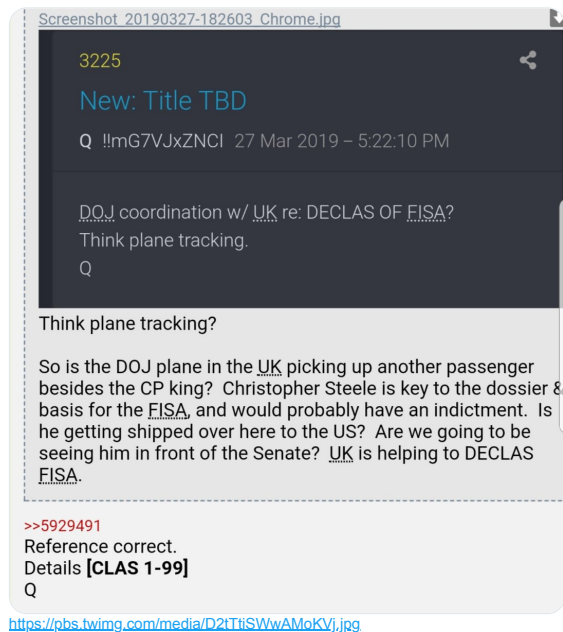 Screenshot_20190327-182603_Chrome.jpg
3225
New: Title TBD
Q !!mG7VJxZNCI 27 Mar 2019 – 5:22:10 PM
DOJ coordination w/ UK re: DECLAS OF FISA?
Think plane tracking.
Q
Think plane tracking?
So is the DOJ plane in the UK picking up another passenger
besides the CP king? Christopher Steele is key to the dossier &
basis for the FISA, and would probably have an indictment. Is
he getting shipped over here to the US? Are we going to be
seeing him in front of the Senate? UK is helping to DECLAS
FISA.
>>5929491
Reference correct.
Details [CLAS 1-99]
Q
https://pbs.twimg.com/media/D2tTtiSWwAMoKVj.jpg